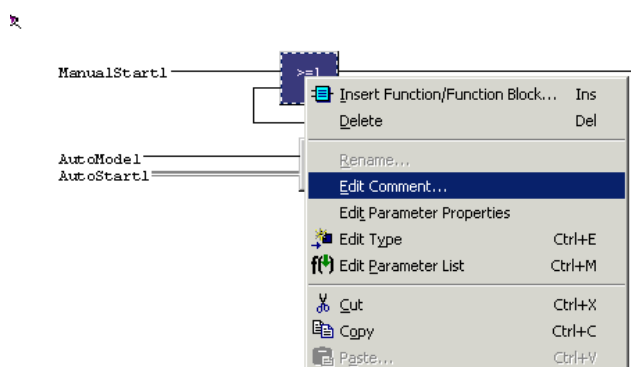 ManualStart1
>=1
Insert Function/Function Block... Ins
Delete Del
AutoMode1
Rename...
AutoStart1
Edit Comment...
Edit Parameter Properties
Edit Type Ctrl+E
Edit Parameter List Ctrl+M
Cut Ctrl+X
Copy Ctrl+C
Paste... Ctrl+V